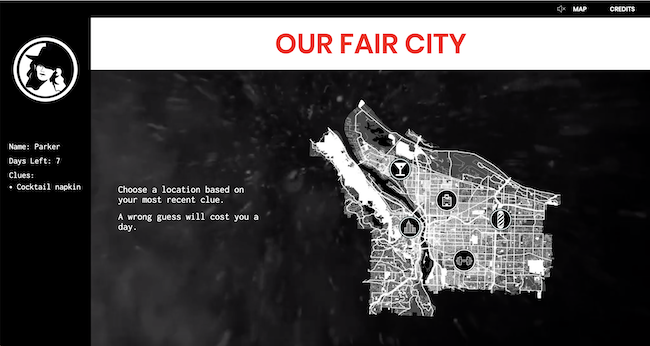 MAP
CREDITS
OUR FAIR CITY
Name: Parker
Days Left: 7
Clues:
• Cocktail napkin
Choose a location based on
your most recent clue.
A wrong guess will cost you a
day.